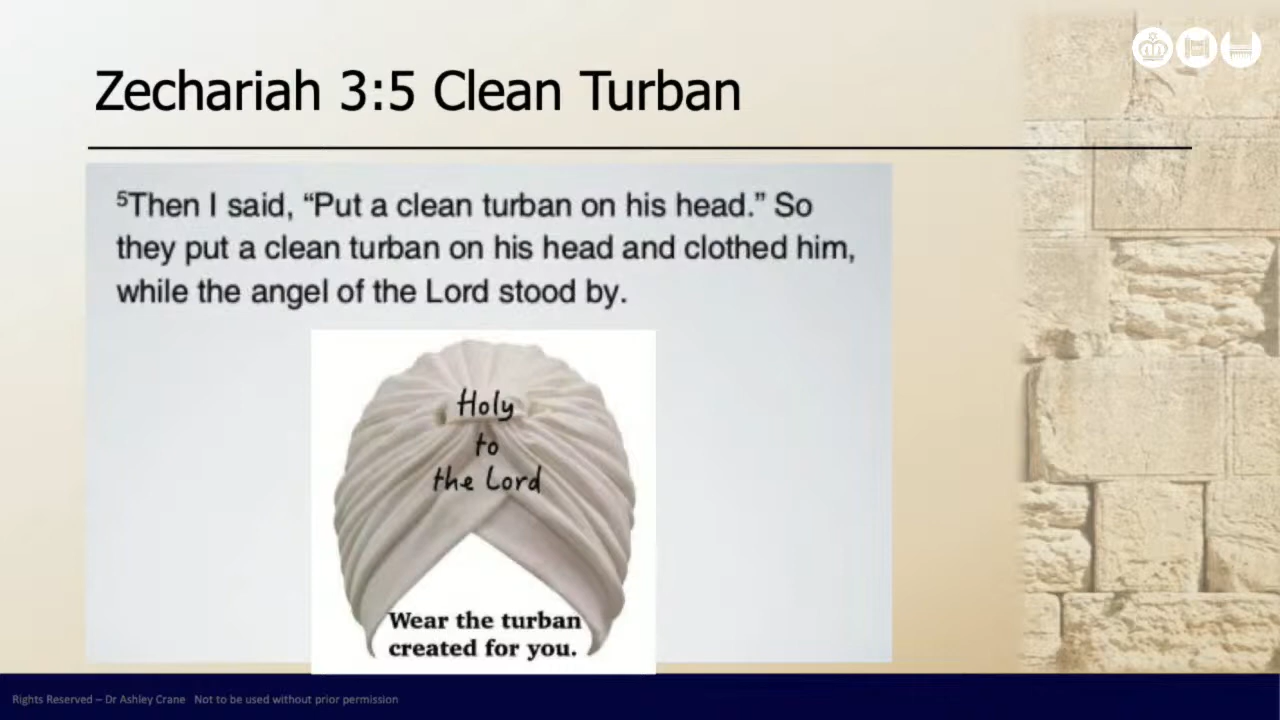 Zechariah 3:5 Clean Turban
⁵Then I said, “Put a clean turban on his head.” So
they put a clean turban on his head and clothed him,
while the angel of the Lord stood by.
Holy
to
the Lord
Wear the turban
created for you.
Rights Reserved – Dr Ashley Crane Not to be used without prior permission